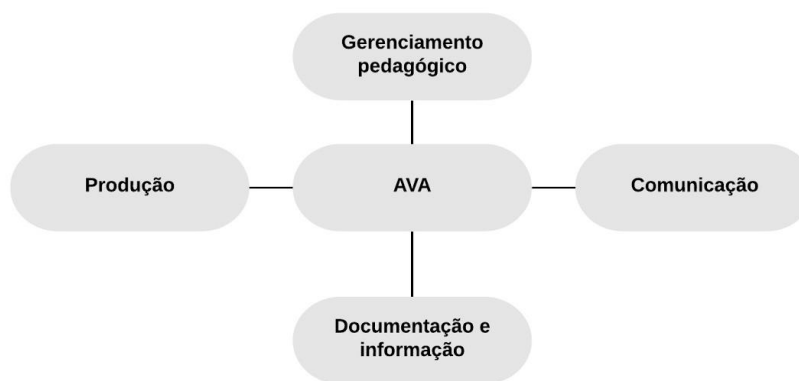 Gerenciamento
pedagógico
Produção
AVA
Comunicação
Documentação e
informação